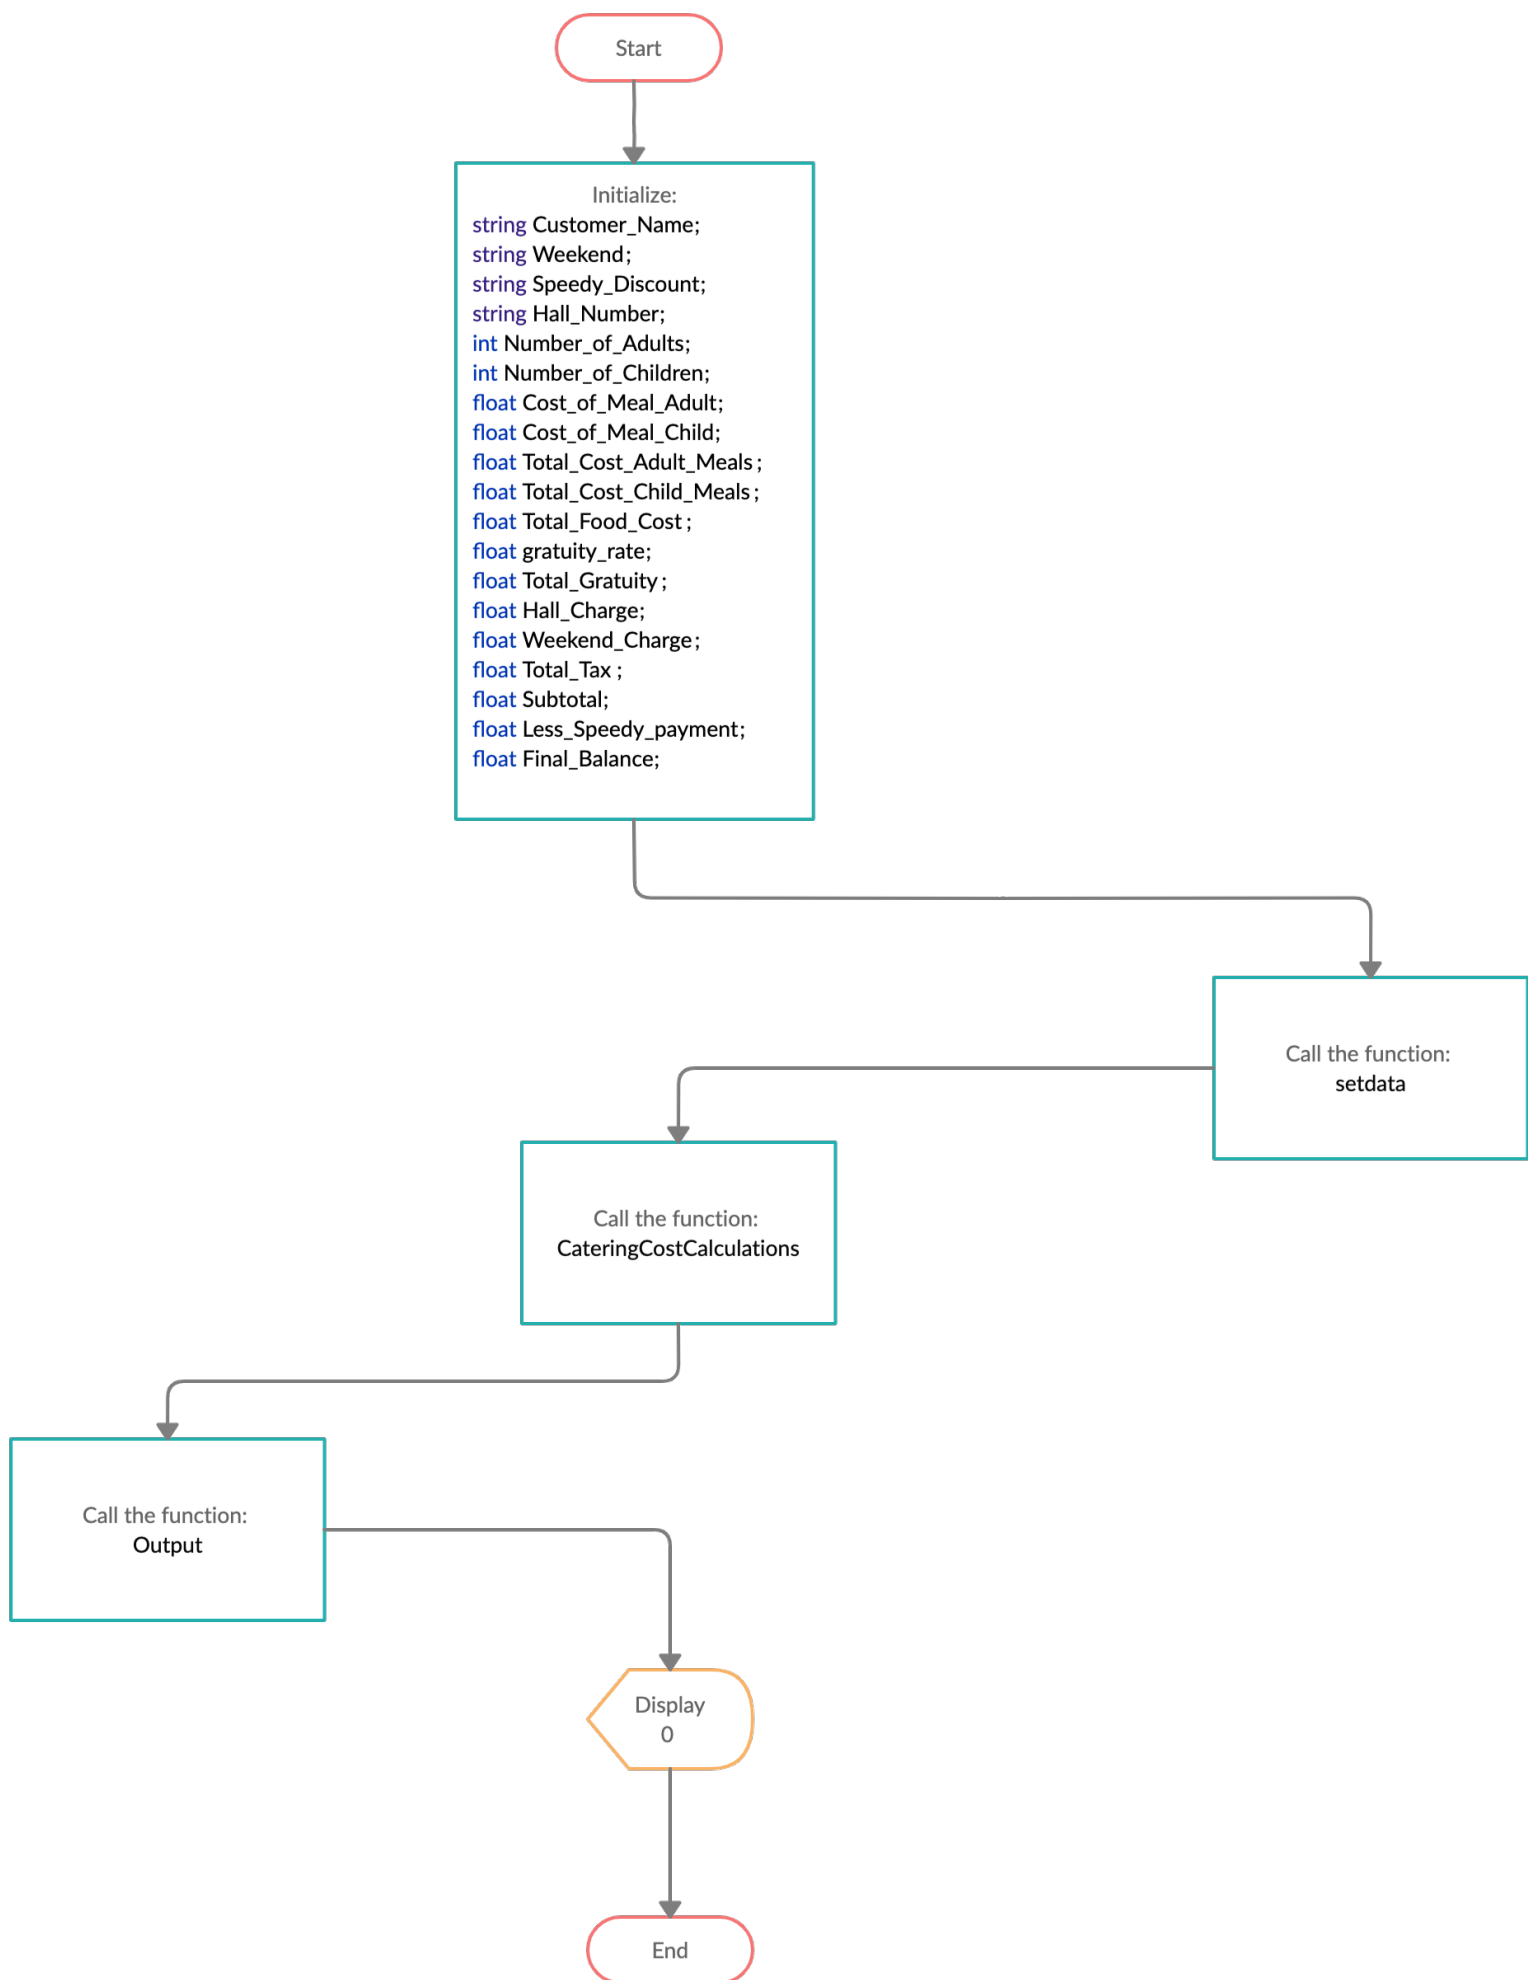 Start
Initialize:
string Customer_Name;
string Weekend;
string Speedy_Discount;
string Hall_Number;
int Number_of_Adults;
int Number_of_Children;
float Cost_of_Meal_Adult;
float Cost_of_Meal_Child;
float Total_Cost_Adult_Meals;
float Total_Cost_Child_Meals;
float Total_Food_Cost;
float gratuity_rate;
float Total_Gratuity;
float Hall_Charge;
float Weekend_Charge;
float Total_Tax ;
float Subtotal;
float Less_Speedy_payment;
float Final_Balance;
Call the function:
setdata
Call the function:
CateringCostCalculations
Call the function:
Output
Display
0
End